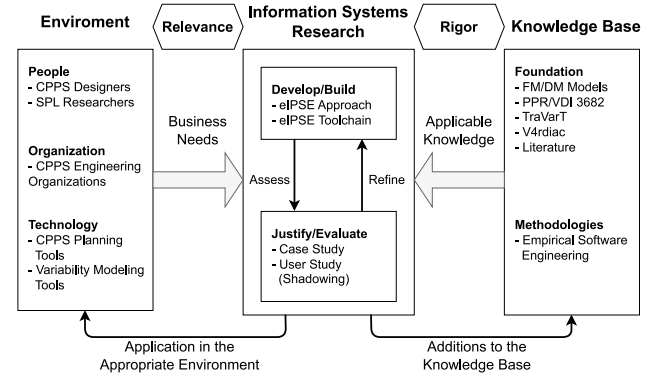 Enviroment
Relevance
Information Systems
Research
Rigor
Knowledge Base
People
- CPPS Designers
- SPL Researchers
Organization
- CPPS Engineering
Organizations
Technology
- CPPS Planning
Tools
- Variability Modeling
Tools
Business
Needs
Develop/Build
- eIPSE Approach
- eIPSE Toolchain
Assess
Refine
Justify/Evaluate
- Case Study
- User Study
(Shadowing)
Applicable
Knowledge
Foundation
- FM/DM Models
- PPR/VDI 3682
- TraVarT
- V4rdiac
- Literature
Methodologies
- Empirical Software
Engineering
Application in the
Appropriate Environment
Additions to the
Knowledge Base